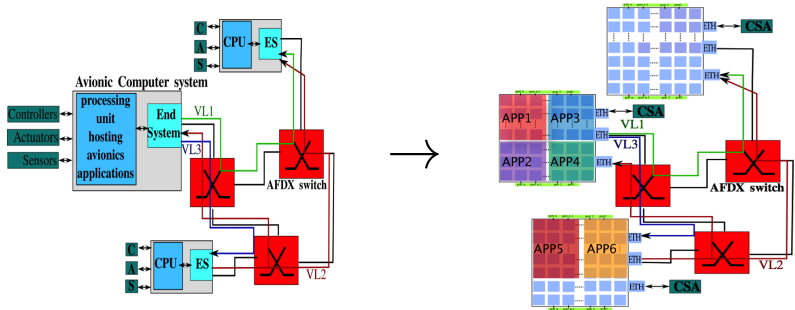 C
A
S
CPU
ES
Avionic Computer system
Controllers
Actuators
Sensors
processing
unit
hosting
avionics
applications
End
System
VL1
VL3
AFDX switch
C
A
S
CPU
ES
VL2
ETH
CSA
ETH
ETH
APP1
APP3
APP2
APP4
ETH
CSA
ETH
ETH
VL1
VL3
AFDX switch
APP5
APP6
ETH
ETH
ETH
CSA
VL2